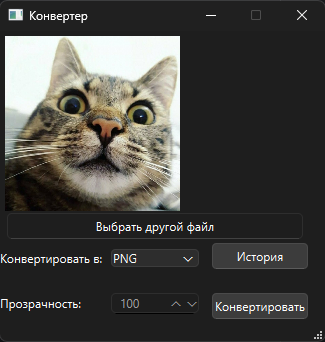 Конвертер
Выбрать другой файл
Конвертировать в: PNG
История
Прозрачность: 100
Конвертировать